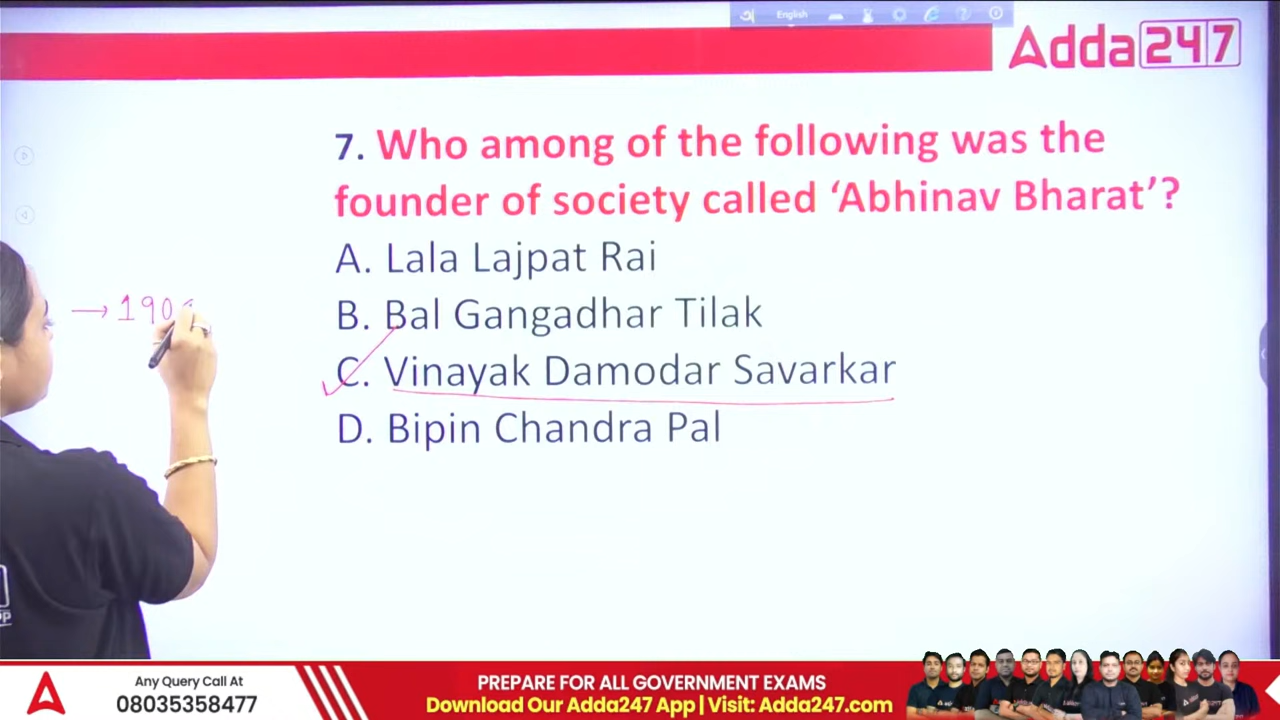 English
Adda247
7. Who among of the following was the
founder of society called ‘Abhinav Bharat’?
A. Lala Lajpat Rai
B. Bal Gangadhar Tilak
C. Vinayak Damodar Savarkar
D. Bipin Chandra Pal
Any Query Call At
08035358477
PREPARE FOR ALL GOVERNMENT EXAMS
Download Our Adda247 App | Visit: Adda247.com